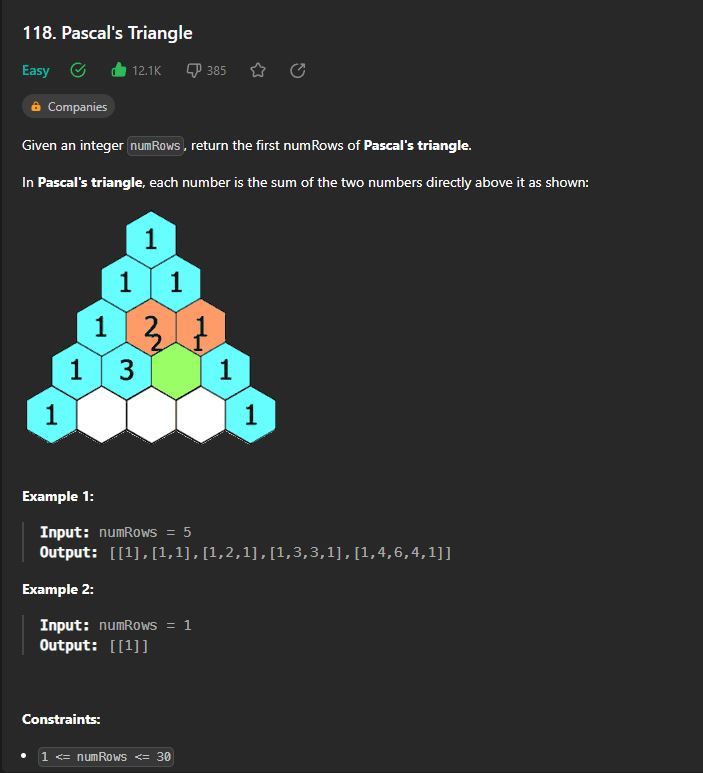 118. Pascal's Triangle
Easy 12.1K 385
Companies
Given an integer numRows, return the first numRows of Pascal's triangle.
In Pascal's triangle, each number is the sum of the two numbers directly above it as shown:
1
1 1
1 2 1
2 1
1 3 1
1 1
Example 1:
Input: numRows = 5
Output: [[1],[1,1],[1,2,1],[1,3,3,1],[1,4,6,4,1]]
Example 2:
Input: numRows = 1
Output: [[1]]
Constraints:
1 <= numRows <= 30